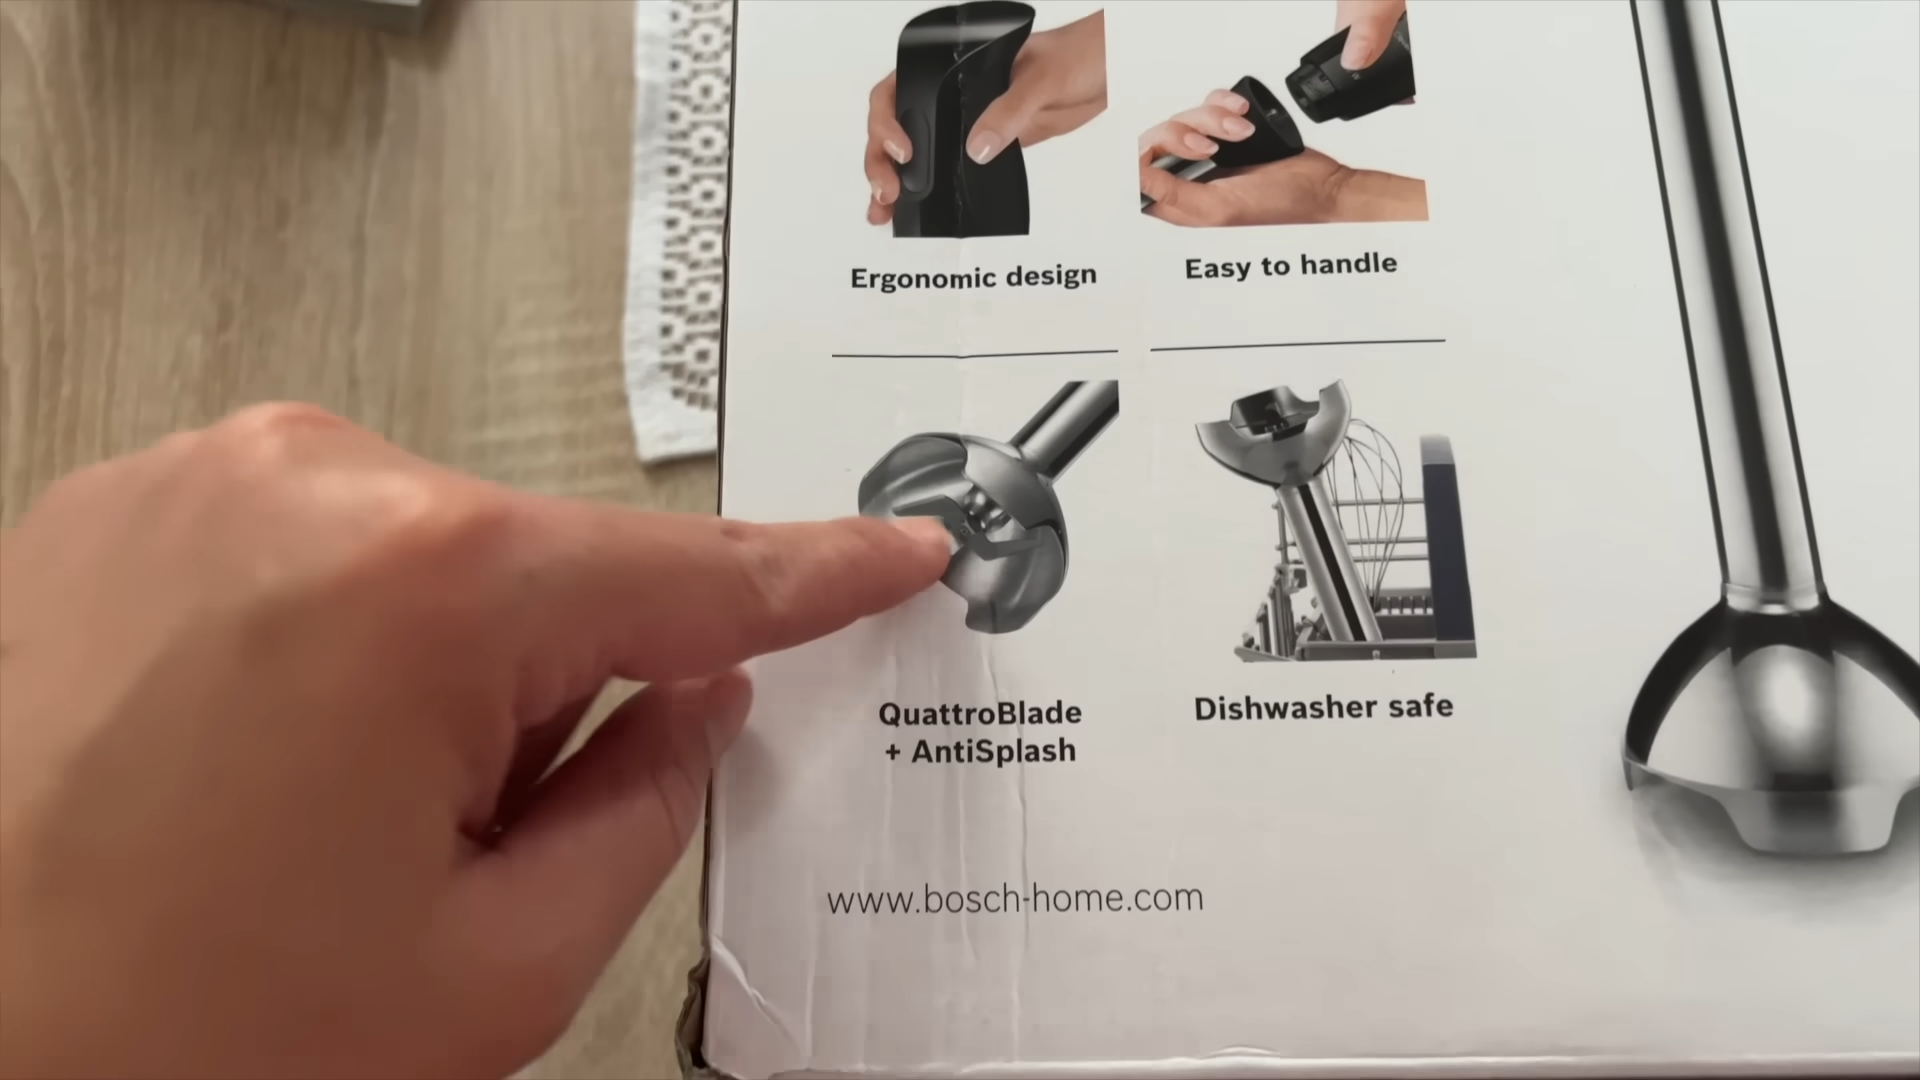 Ergonomic design
Easy to handle
QuattroBlade
+ AntiSplash
Dishwasher safe
www.bosch-home.com